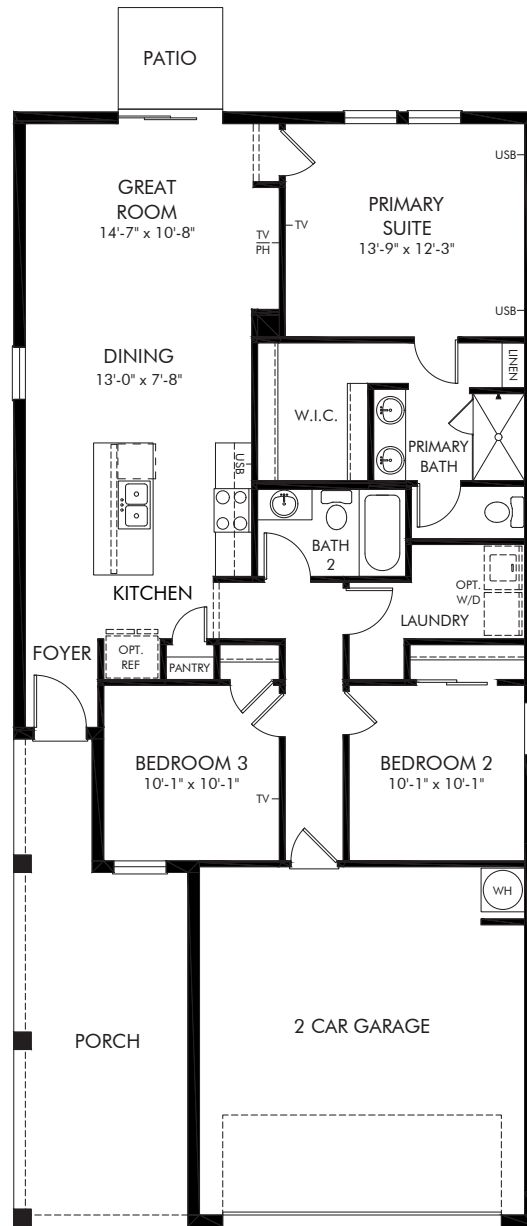 PATIO
GREAT
ROOM
14'-7" x 10'-8"
TV
PH
TV
PRIMARY
SUITE
13'-9" x 12'-3"
USB
USB
DINING
13'-0" x 7'-8"
W.I.C.
LINEN
PRIMARY
BATH
USB
BATH
2
KITCHEN
OPT.
W/D
LAUNDRY
FOYER
OPT.
REF
PANTRY
BEDROOM 3
10'-1" x 10'-1"
TV
BEDROOM 2
10'-1" x 10'-1"
WH
2 CAR GARAGE
PORCH